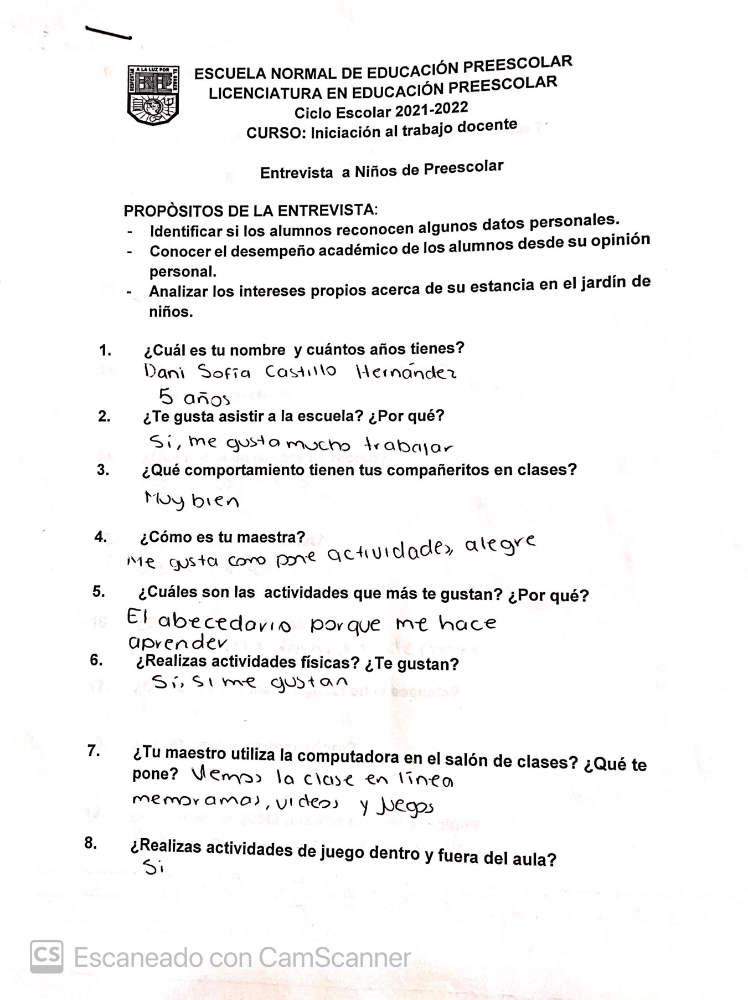 DESPERTAR A LA LUZ POR EL SABER
ENEP
ESCUELA NORMAL DE EDUCACIÓN PREESCOLAR
LICENCIATURA EN EDUCACIÓN PREESCOLAR
Ciclo Escolar 2021-2022
CURSO: Iniciación al trabajo docente
Entrevista a Niños de Preescolar
PROPÒSITOS DE LA ENTREVISTA:
- Identificar si los alumnos reconocen algunos datos personales.
- Conocer el desempeño académico de los alumnos desde su opinión
personal.
- Analizar los intereses propios acerca de su estancia en el jardín de
niños.
1. ¿Cuál es tu nombre y cuántos años tienes?
Dani Sofía Castillo Hernández
5 años
2. ¿Te gusta asistir a la escuela? ¿Por qué?
Sí, me gusta mucho trabajar
3. ¿Qué comportamiento tienen tus compañeritos en clases?
Muy bien
4. ¿Cómo es tu maestra?
Me gusta como pone actividades, alegre
5. ¿Cuáles son las actividades que más te gustan? ¿Por qué?
El abecedario porque me hace
aprender
6. ¿Realizas actividades físicas? ¿Te gustan?
Sí, si me gustan
7. ¿Tu maestro utiliza la computadora en el salón de clases? ¿Qué te
pone? Vemos la clase en línea
memoramas, videos y juegos
8. ¿Realizas actividades de juego dentro y fuera del aula?
Si
CS Escaneado con CamScanner